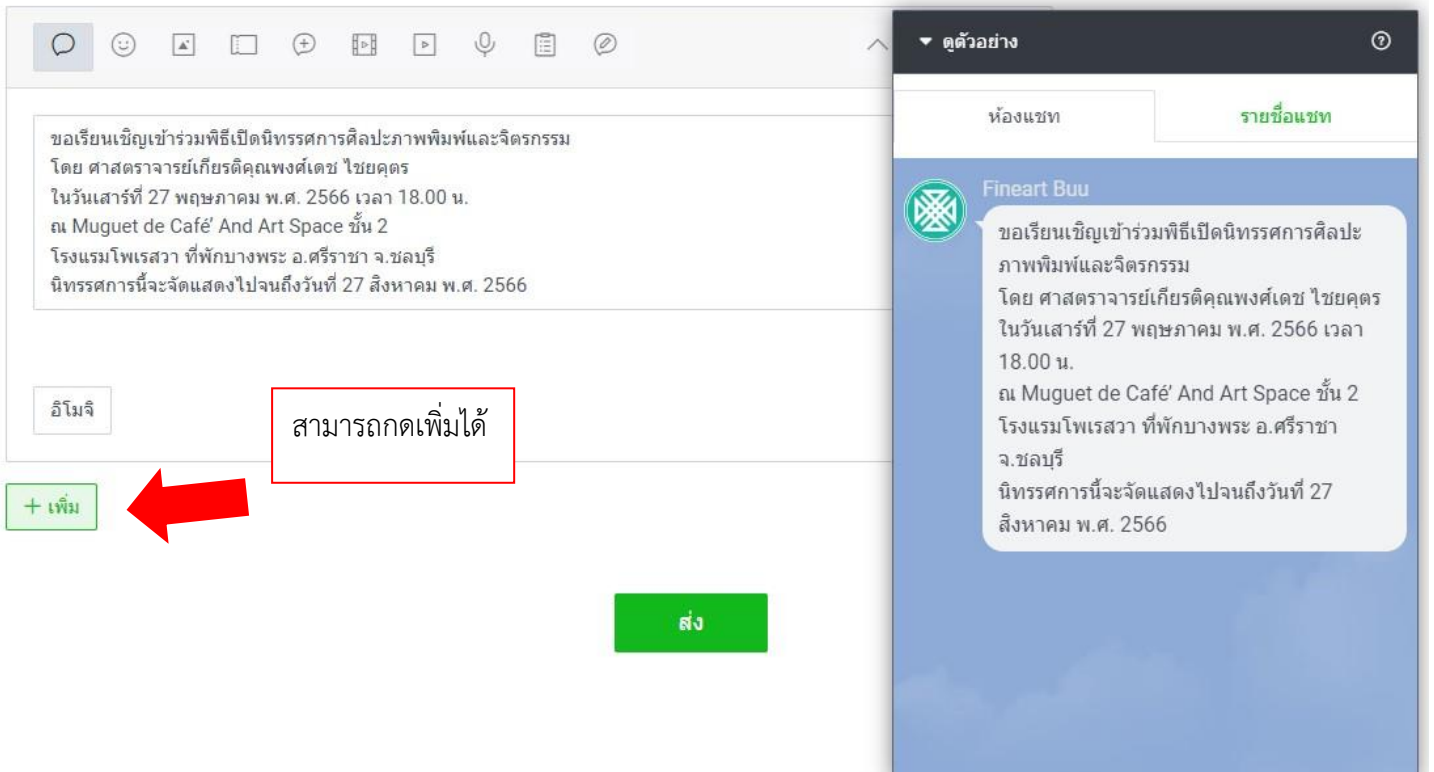 ขอเรียนเชิญเข้าร่วมพิธีเปิดนิทรรศการศิลปะภาพพิมพ์และจิตรกรรม
โดย ศาสตราจารย์เกียรติคุณพงศ์เดช ไชยคุตร
ในวันเสาร์ที่ 27 พฤษภาคม พ.ศ. 2566 เวลา 18.00 น.
ณ Muguet de Café' And Art Space ชั้น 2
โรงแรมโพเรสวา ที่พักบางพระ อ.ศรีราชา จ.ชลบุรี
นิทรรศการนี้จะจัดแสดงไปจนถึงวันที่ 27 สิงหาคม พ.ศ. 2566
อิโมจิ
สามารถกดเพิ่มได้
+ เพิ่ม
ส่ง
ดูตัวอย่าง
ห้องแชท
รายชื่อแชท
Fineart Buu
ขอเรียนเชิญเข้าร่วมพิธีเปิดนิทรรศการศิลปะ
ภาพพิมพ์และจิตรกรรม
โดย ศาสตราจารย์เกียรติคุณพงศ์เดช ไชยคุตร
ในวันเสาร์ที่ 27 พฤษภาคม พ.ศ. 2566 เวลา
18.00 น.
ณ Muguet de Café' And Art Space ชั้น 2
โรงแรมโพเรสวา ที่พักบางพระ อ.ศรีราชา
จ.ชลบุรี
นิทรรศการนี้จะจัดแสดงไปจนถึงวันที่ 27
สิงหาคม พ.ศ. 2566